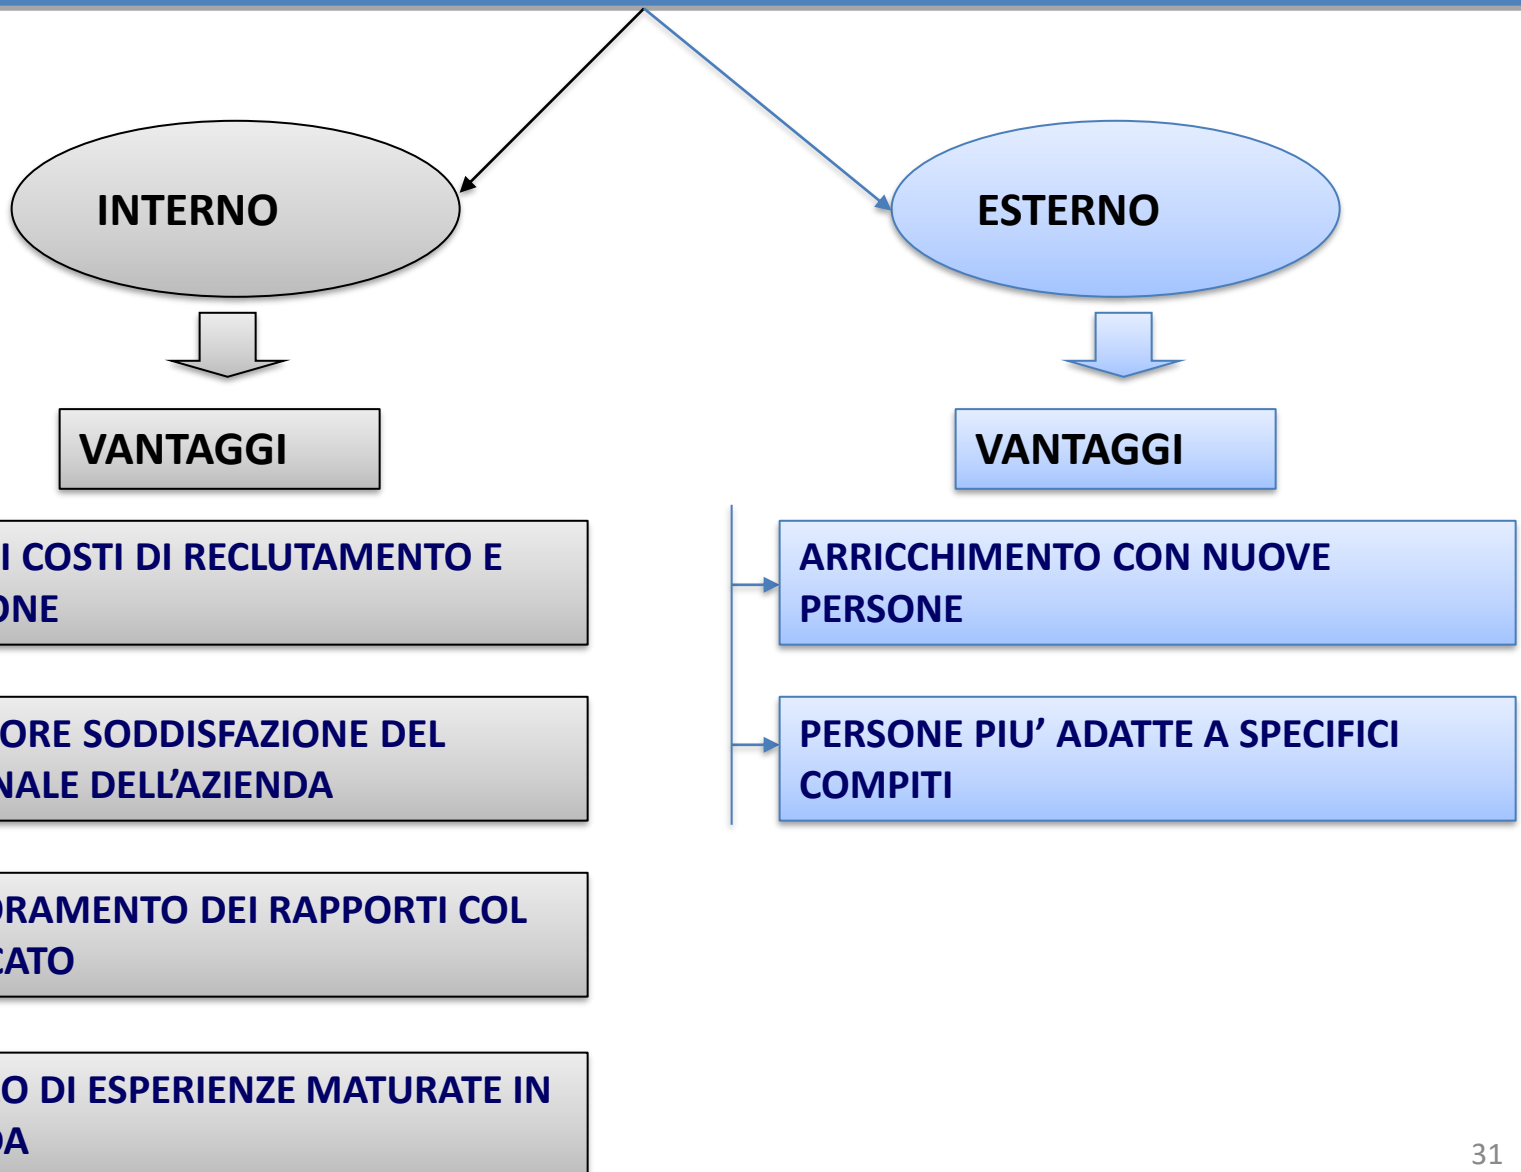 INTERNO
ESTERNO
VANTAGGI
VANTAGGI
I COSTI DI RECLUTAMENTO E
ONE
ORE SODDISFAZIONE DEL
NALE DELL’AZIENDA
ORAMENTO DEI RAPPORTI COL
CATO
O DI ESPERIENZE MATURATE IN
DA
ARRICCHIMENTO CON NUOVE
PERSONE
PERSONE PIU’ ADATTE A SPECIFICI
COMPITI
31